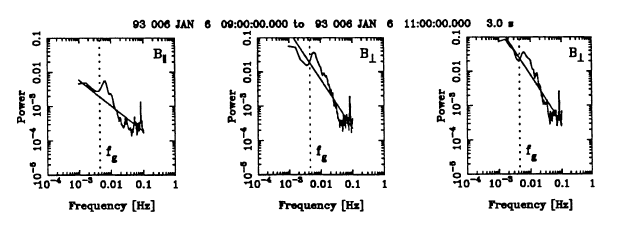 93 006 JAN 6 09:00:00.000 to 93 006 JAN 6 11:00:00.000 3.0 s
0.1 0.1 0.1
B∥ B⊥ B⊥
0.01 0.01 0.01
Power Power Power
10⁻³ 10⁻³ 10⁻³
10⁻⁴ 10⁻⁴ 10⁻⁴
f_g f_g f_g
10⁻⁵ 10⁻⁵ 10⁻⁵
10⁻⁴ 10⁻³ 0.01 0.1 1 10⁻⁴ 10⁻³ 0.01 0.1 1 10⁻⁴ 10⁻³ 0.01 0.1 1
Frequency [Hz] Frequency [Hz] Frequency [Hz]